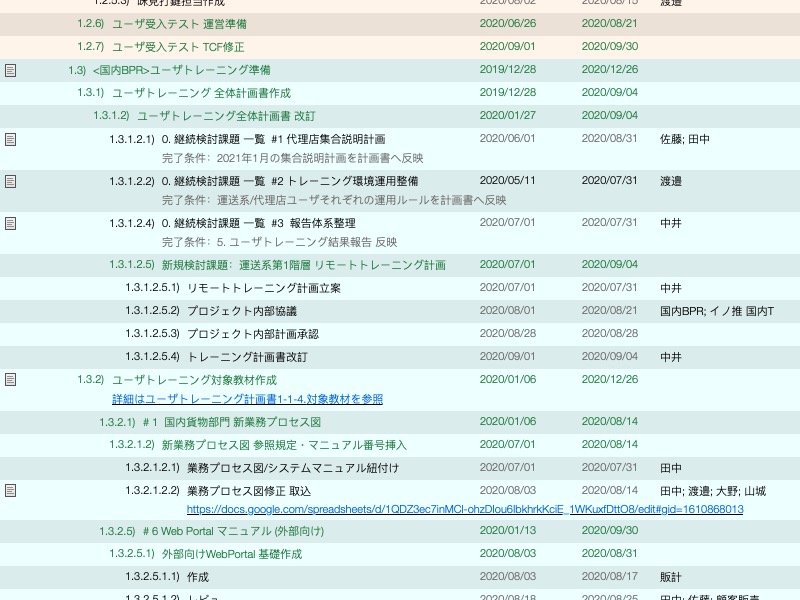 1.2.5.3) 味見打鍵担当作成 2020/08/02 2020/08/15 渡邉
1.2.6) ユーザ受入テスト 運営準備 2020/06/26 2020/08/21
1.2.7) ユーザ受入テスト TCF修正 2020/09/01 2020/09/30
1.3) <国内BPR>ユーザトレーニング準備 2019/12/28 2020/12/26
1.3.1) ユーザトレーニング 全体計画書作成 2019/12/28 2020/09/04
1.3.1.2) ユーザトレーニング全体計画書 改訂 2020/01/27 2020/09/04
1.3.1.2.1) 0. 継続検討課題 一覧 #1 代理店集合説明計画 2020/06/01 2020/08/31 佐藤; 田中
完了条件: 2021年1月の集合説明計画を計画書へ反映
1.3.1.2.2) 0. 継続検討課題 一覧 #2 トレーニング環境運用整備 2020/05/11 2020/07/31 渡邉
完了条件: 運送系/代理店ユーザそれぞれの運用ルールを計画書へ反映
1.3.1.2.4) 0. 継続検討課題 一覧 #3 報告体系整理 2020/07/01 2020/07/31 中井
完了条件: 5. ユーザトレーニング結果報告 反映
1.3.1.2.5) 新規検討課題: 運送系第1階層 リモートトレーニング計画 2020/07/01 2020/09/04
1.3.1.2.5.1) リモートトレーニング計画立案 2020/07/01 2020/07/31 中井
1.3.1.2.5.2) プロジェクト内部協議 2020/08/01 2020/08/21 国内BPR; イノ推 国内T
1.3.1.2.5.3) プロジェクト内部計画承認 2020/08/28 2020/08/28
1.3.1.2.5.4) トレーニング計画書改訂 2020/09/01 2020/09/04 中井
1.3.2) ユーザトレーニング対象教材作成 2020/01/06 2020/12/26
詳細はユーザトレーニング計画書1-1-4.対象教材を参照
1.3.2.1) #1 国内貨物部門 新業務プロセス図 2020/01/06 2020/08/14
1.3.2.1.2) 新業務プロセス図 参照規定・マニュアル番号挿入 2020/07/01 2020/08/14
1.3.2.1.2.1) 業務プロセス図/システムマニュアル紐付け 2020/07/01 2020/07/31 田中
1.3.2.1.2.2) 業務プロセス図修正 取込 2020/08/03 2020/08/14 田中; 渡邉; 大野; 山城
https://docs.google.com/spreadsheets/d/1QDZ3ec7inMCl-ohzDlou6lbkhrkKciE_1WKuxfDttO8/edit#gid=1610868013
1.3.2.5) #6 Web Portal マニュアル (外部向け) 2020/01/13 2020/09/30
1.3.2.5.1) 外部向けWebPortal 基礎作成 2020/08/03 2020/08/31
1.3.2.5.1.1) 作成 2020/08/03 2020/08/17 販計
1.3.2.5.1.2) レビュー 2020/08/18 2020/08/25 田中; 佐藤; 顧客販売